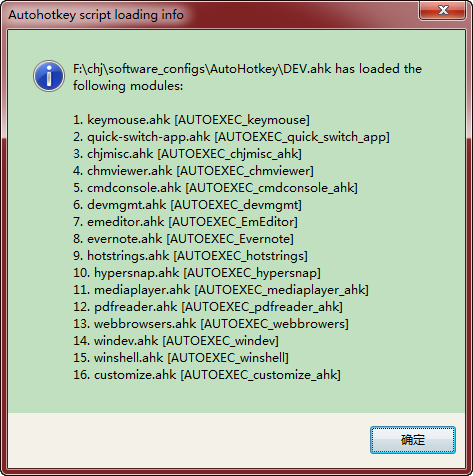 Autohotkey script loading info
F:\chj\software_configs\AutoHotkey\DEV.ahk has loaded the
following modules:
1. keymouse.ahk [AUTOEXEC_keymouse]
2. quick-switch-app.ahk [AUTOEXEC_quick_switch_app]
3. chjmisc.ahk [AUTOEXEC_chjmisc_ahk]
4. chmviewer.ahk [AUTOEXEC_chmviewer]
5. cmdconsole.ahk [AUTOEXEC_cmdconsole_ahk]
6. devmgmt.ahk [AUTOEXEC_devmgmt]
7. emeditor.ahk [AUTOEXEC_EmEditor]
8. evernote.ahk [AUTOEXEC_Evernote]
9. hotstrings.ahk [AUTOEXEC_hotstrings]
10. hypersnap.ahk [AUTOEXEC_hypersnap]
11. mediaplayer.ahk [AUTOEXEC_mediaplayer_ahk]
12. pdfreader.ahk [AUTOEXEC_pdfreader_ahk]
13. webbrowsers.ahk [AUTOEXEC_webbrowers]
14. windev.ahk [AUTOEXEC_windev]
15. winshell.ahk [AUTOEXEC_winshell]
16. customize.ahk [AUTOEXEC_customize_ahk]
确定